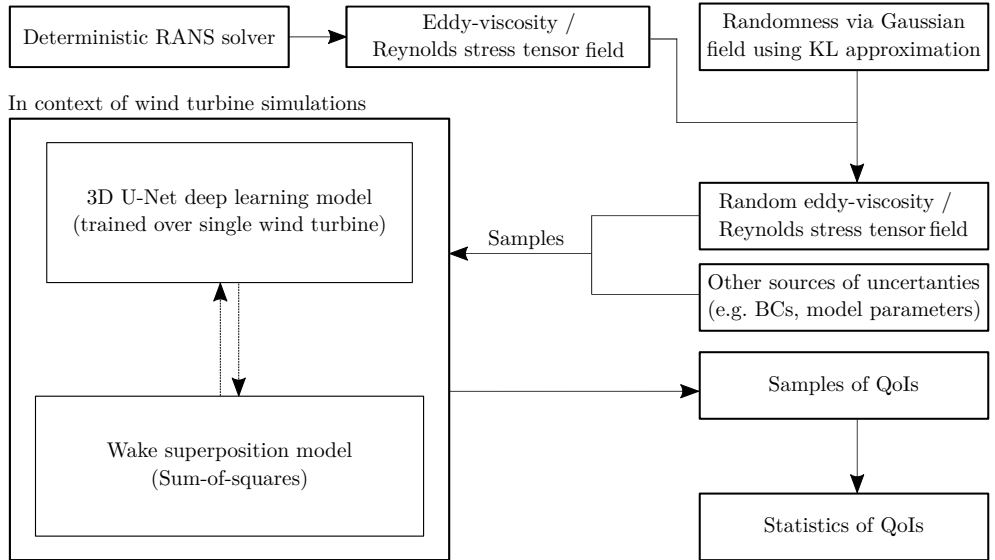 Deterministic RANS solver
Eddy-viscosity /
Reynolds stress tensor field
Randomness via Gaussian
field using KL approximation
In context of wind turbine simulations
3D U-Net deep learning model
(trained over single wind turbine)
Samples
Random eddy-viscosity /
Reynolds stress tensor field
Other sources of uncertanties
(e.g. BCs, model parameters)
Wake superposition model
(Sum-of-squares)
Samples of QoIs
Statistics of QoIs